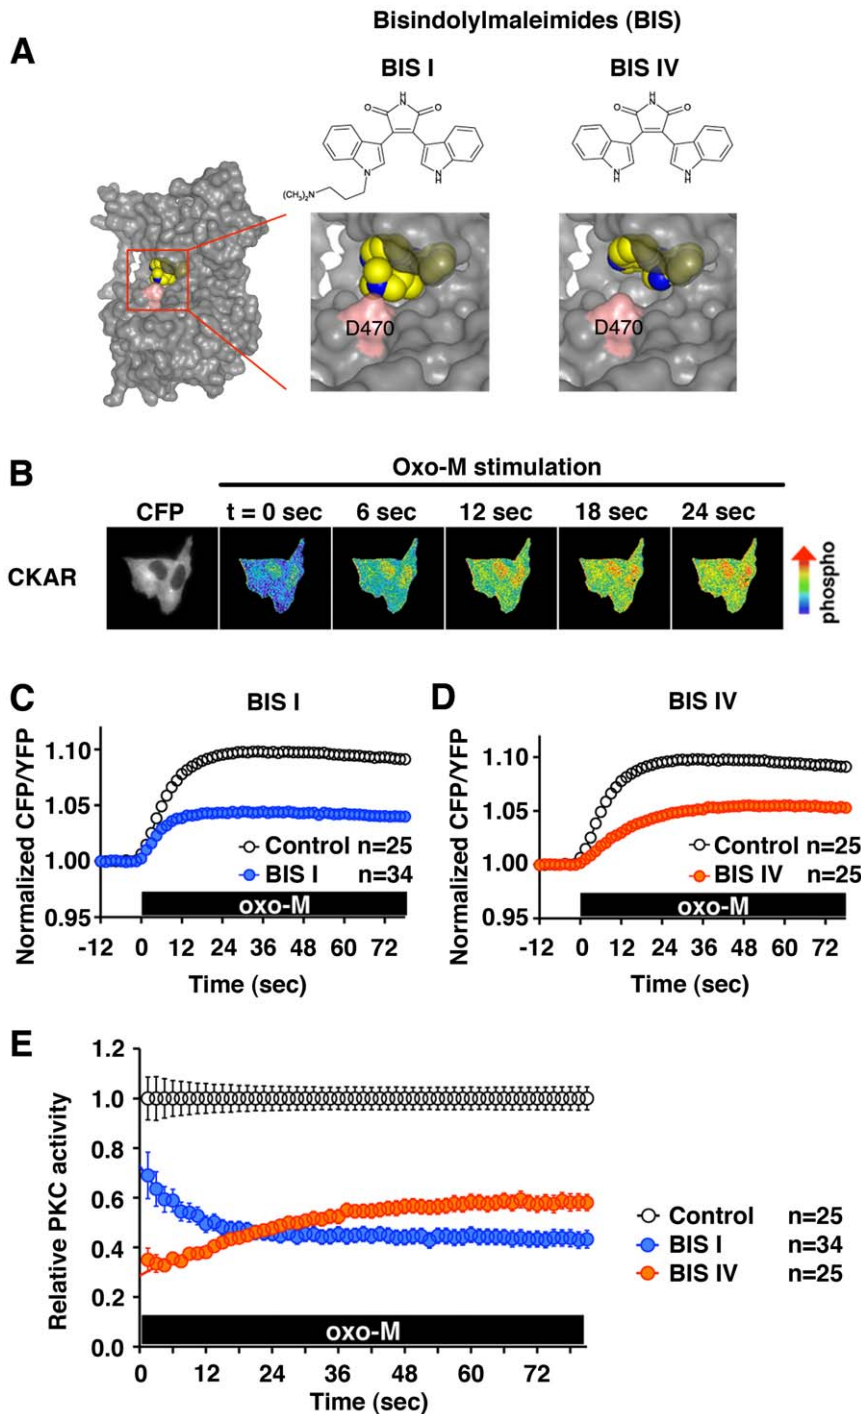 Bisindolylmaleimides (BIS)
A
BIS I
BIS IV
H
O N O
H
O N O
N
N
H
(CH₃)₂N
N
H
N
H
D470
D470
B
Oxo-M stimulation
CFP
t = 0 sec
6 sec
12 sec
18 sec
24 sec
CKAR
phospho
C
BIS I
Normalized CFP/YFP
1.10
1.05
1.00
0.95
Control n=25
BIS I n=34
oxo-M
-12 0 12 24 36 48 60 72
Time (sec)
D
BIS IV
Normalized CFP/YFP
1.10
1.05
1.00
0.95
Control n=25
BIS IV n=25
oxo-M
-12 0 12 24 36 48 60 72
Time (sec)
E
Relative PKC activity
1.2
1.0
0.8
0.6
0.4
0.2
0.0
Control n=25
BIS I n=34
BIS IV n=25
oxo-M
0 12 24 36 48 60 72
Time (sec)